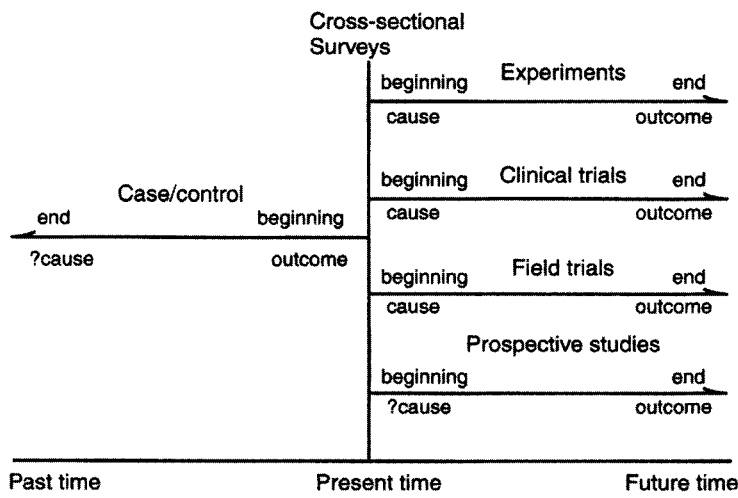 Cross-sectional
Surveys
beginning Experiments end
cause outcome
beginning Clinical trials end
cause outcome
Case/control
end beginning
?cause outcome
beginning Field trials end
cause outcome
Prospective studies
beginning end
?cause outcome
Past time Present time Future time